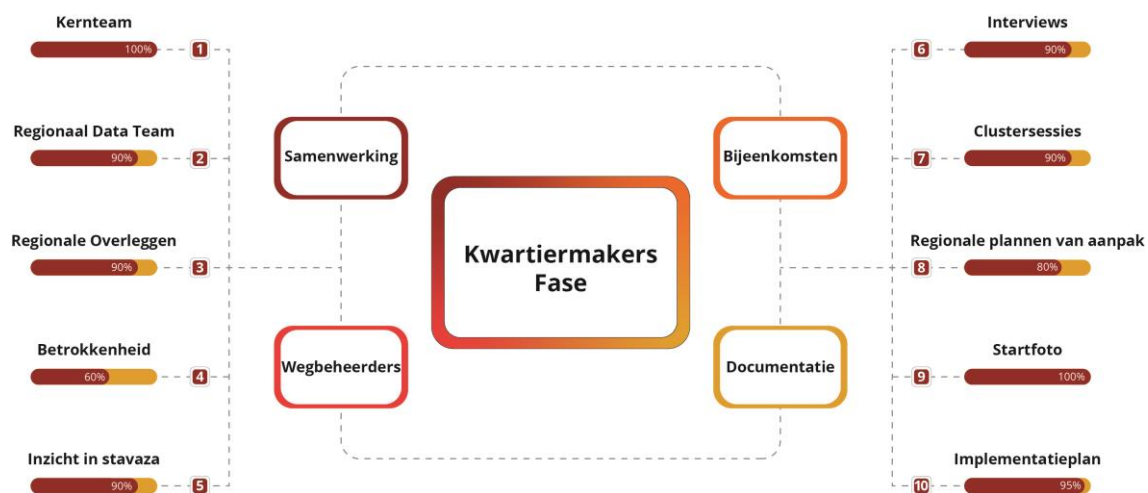 Kernteam
100%
1
Regionaal Data Team
90%
2
Regionale Overleggen
90%
3
Betrokkenheid
60%
4
Inzicht in stavaza
90%
5
Samenwerking
Wegbeheerders
Kwartiermakers
Fase
Bijeenkomsten
Documentatie
Interviews
6
90%
Clustersessies
7
90%
Regionale plannen van aanpak
8
80%
Startfoto
9
100%
Implementatieplan
10
95%